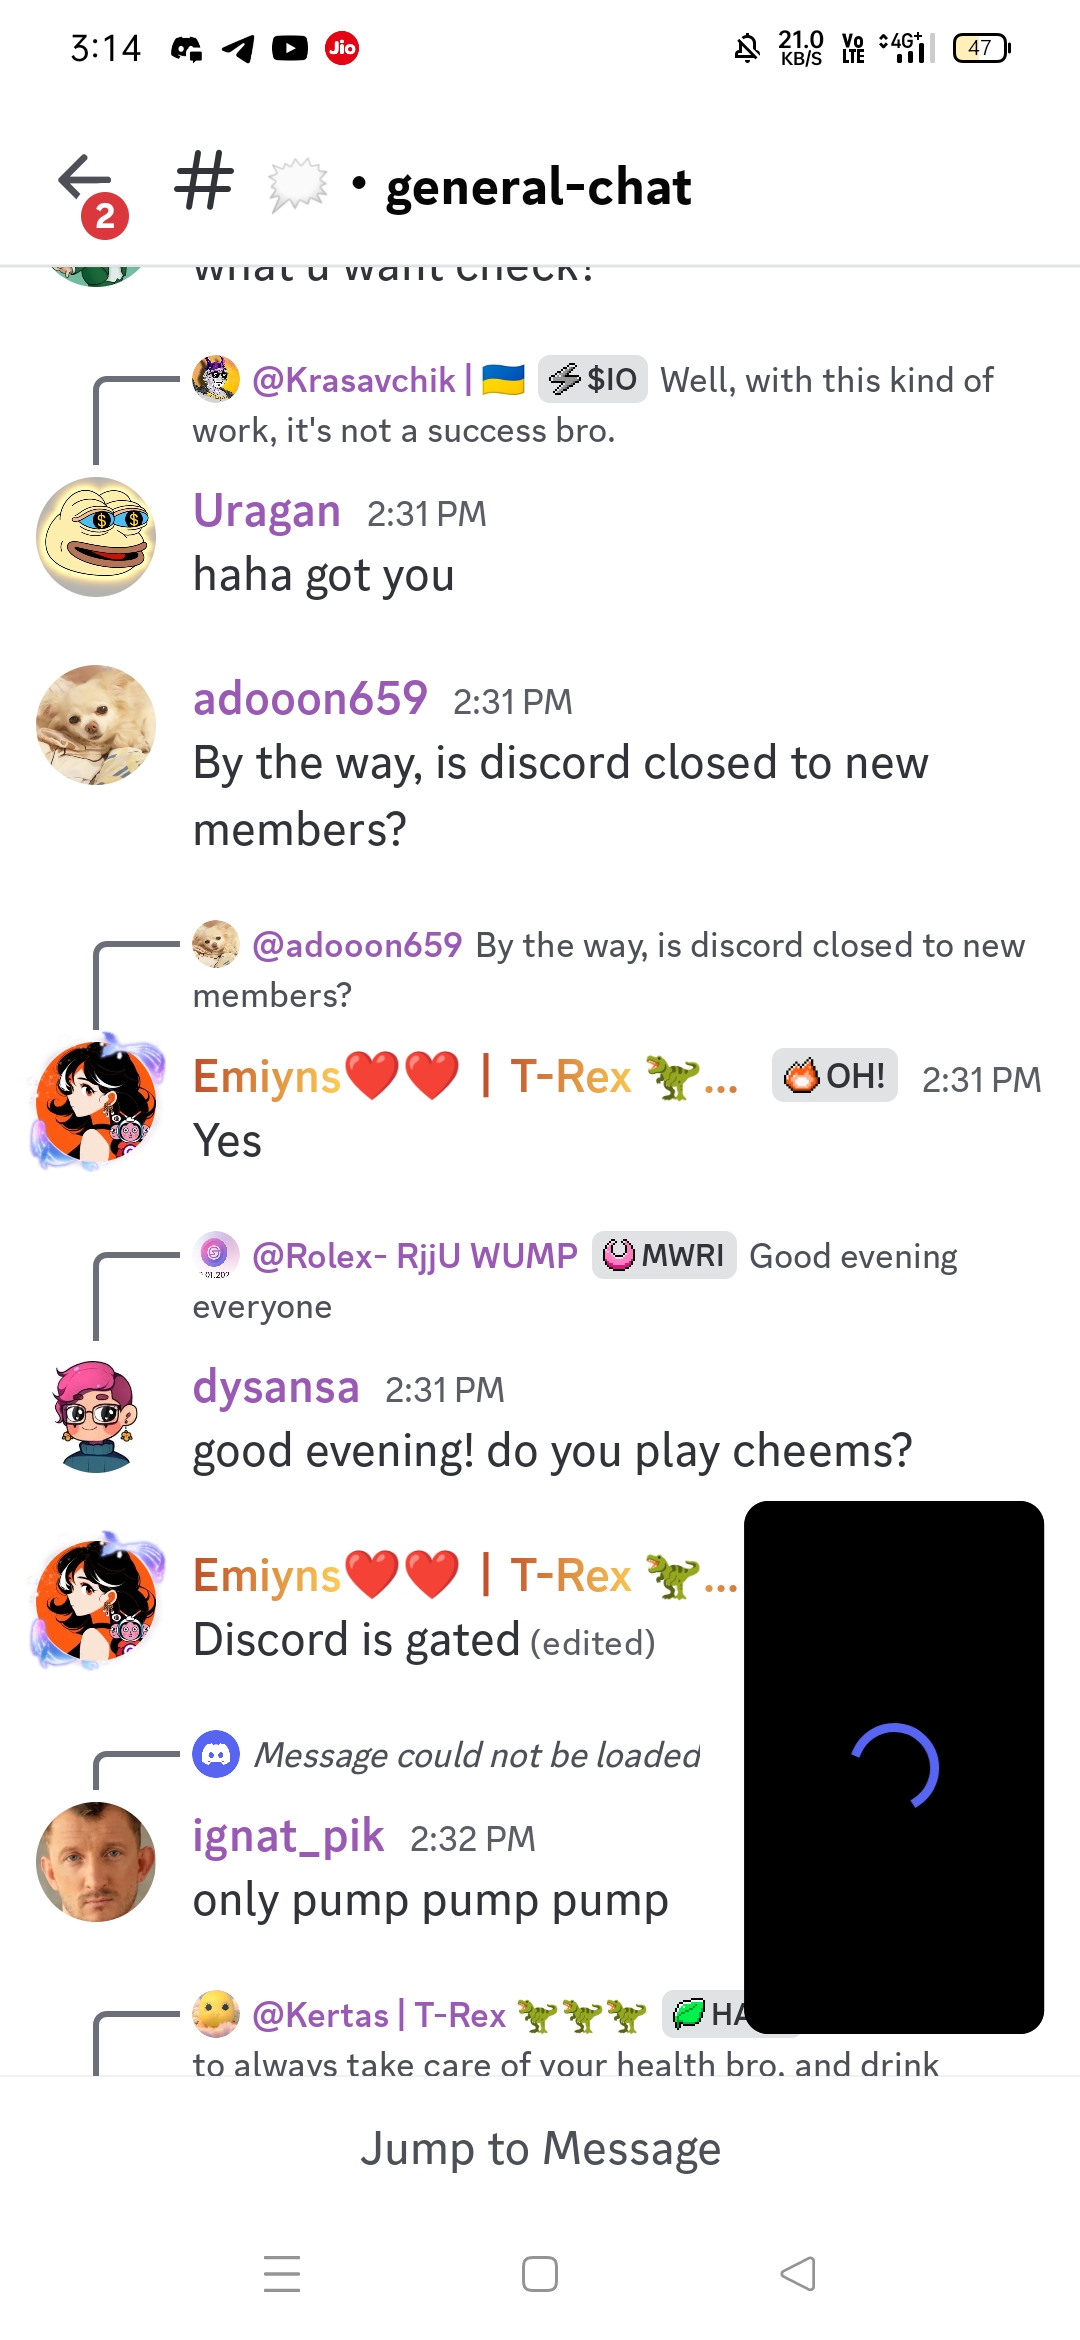 3:14
Jio
21.0
KB/S
Vo
LTE
4G+
47
2
# • general-chat
what u want check?
@Krasavchik | $IO Well, with this kind of
work, it's not a success bro.
Uragan 2:31 PM
haha got you
adooon659 2:31 PM
By the way, is discord closed to new
members?
@adooon659 By the way, is discord closed to new
members?
Emiyns❤️❤️ | T-Rex 🦖... OH! 2:31 PM
Yes
@Rolex- RjjU WUMP MWRI Good evening
everyone
dysansa 2:31 PM
good evening! do you play cheems?
Emiyns❤️❤️ | T-Rex 🦖...
Discord is gated (edited)
Message could not be loaded
ignat_pik 2:32 PM
only pump pump pump
@Kertas | T-Rex 🦖🦖🦖 HA
to always take care of your health bro. and drink
Jump to Message